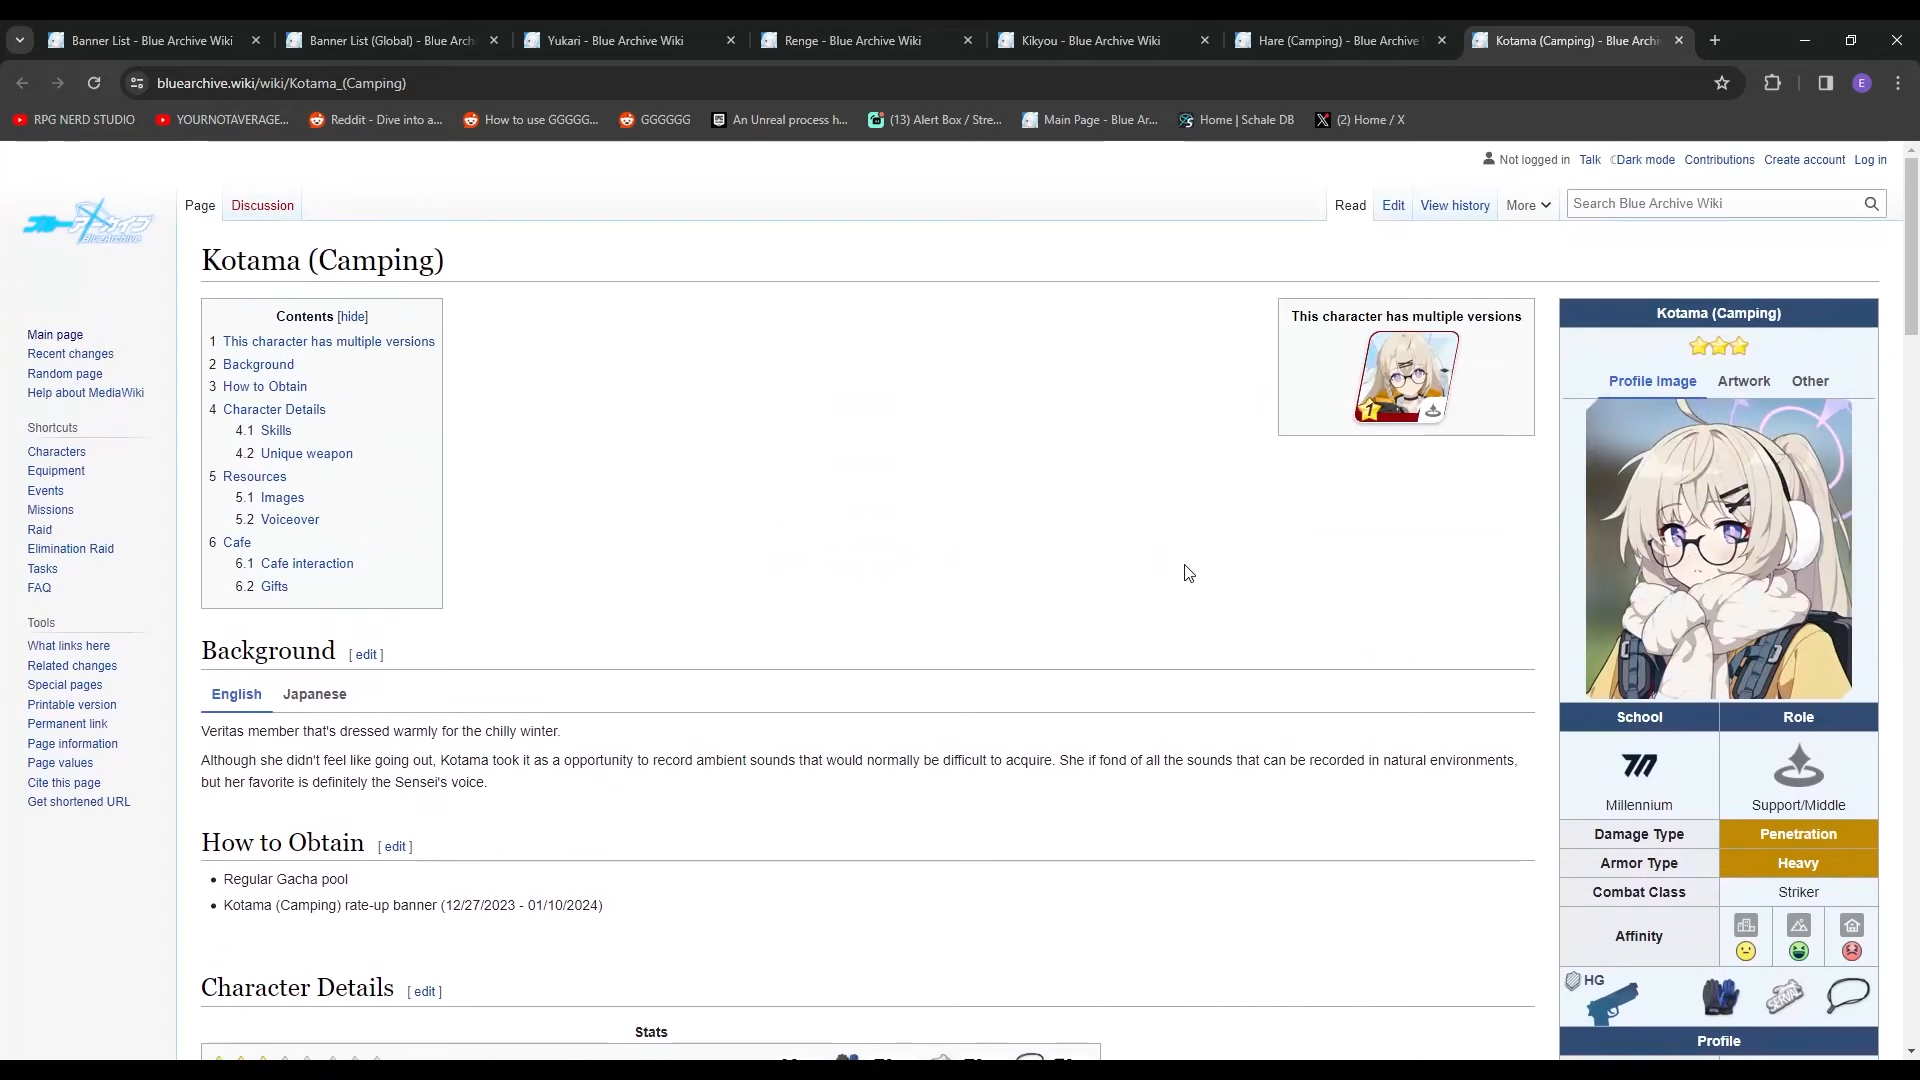 Banner List - Blue Archive Wiki
Banner List (Global) - Blue Arch
Yukari - Blue Archive Wiki
Renge - Blue Archive Wiki
Kikyou - Blue Archive Wiki
Hare (Camping) - Blue Archive
Kotama (Camping) - Blue Archi
bluearchive.wiki/wiki/Kotama_(Camping)
E
RPG NERD STUDIO
YOURNOTAVERAGE...
Reddit - Dive into a...
How to use GGGGG...
GGGGGG
An Unreal process h...
(13) Alert Box / Stre...
Main Page - Blue Ar...
Home | Schale DB
(2) Home / X
Not logged in Talk Dark mode Contributions Create account Log in
ブルーアーカイブ
BlueArchive
Page Discussion
Read Edit View history More
Search Blue Archive Wiki
Main page
Recent changes
Random page
Help about MediaWiki
Shortcuts
Characters
Equipment
Events
Missions
Raid
Elimination Raid
Tasks
FAQ
Tools
What links here
Related changes
Special pages
Printable version
Permanent link
Page information
Page values
Cite this page
Get shortened URL
Kotama (Camping)
Contents [hide]
1 This character has multiple versions
2 Background
3 How to Obtain
4 Character Details
4.1 Skills
4.2 Unique weapon
5 Resources
5.1 Images
5.2 Voiceover
6 Cafe
6.1 Cafe interaction
6.2 Gifts
This character has multiple versions
1
Background [ edit ]
English Japanese
Veritas member that's dressed warmly for the chilly winter.
Although she didn't feel like going out, Kotama took it as a opportunity to record ambient sounds that would normally be difficult to acquire. She if fond of all the sounds that can be recorded in natural environments,
but her favorite is definitely the Sensei's voice.
How to Obtain [ edit ]
Regular Gacha pool
Kotama (Camping) rate-up banner (12/27/2023 - 01/10/2024)
Character Details [ edit ]
Stats
Kotama (Camping)
Profile Image Artwork Other
School Role
Millennium Support/Middle
Damage Type Penetration
Armor Type Heavy
Combat Class Striker
Affinity
HG
SERVAL
Profile